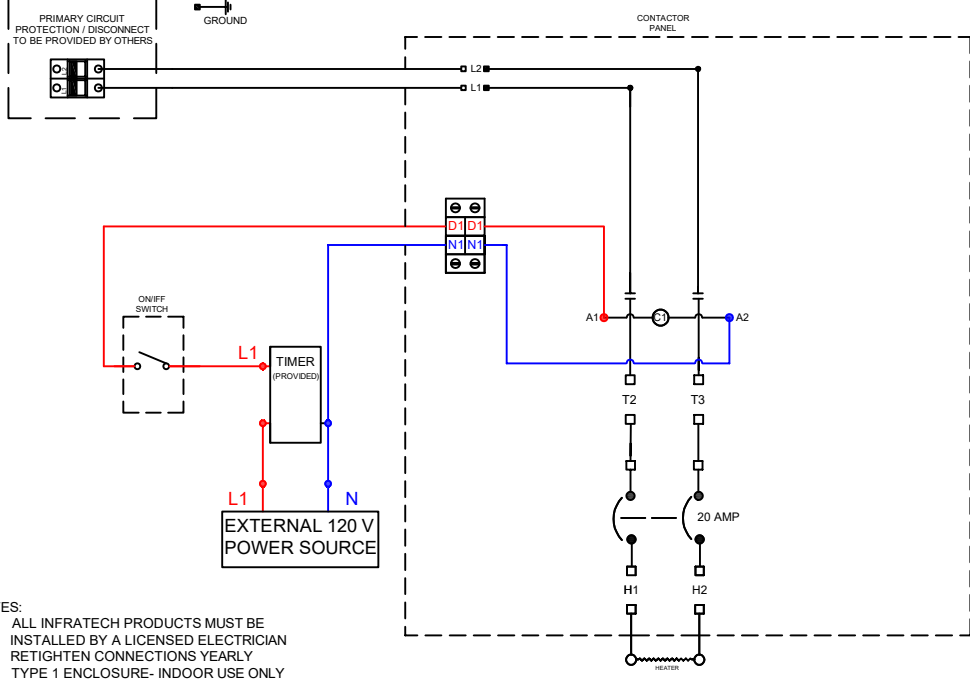 GROUND
PRIMARY CIRCUIT
PROTECTION / DISCONNECT
TO BE PROVIDED BY OTHERS
L2
L1
CONTACTOR
PANEL
L2
L1
D1 D1
N1 N1
ON/IFF
SWITCH
L1
TIMER
(PROVIDED)
A1
C1
A2
T2
T3
L1
N
EXTERNAL 120 V
POWER SOURCE
20 AMP
H1
H2
HEATER
ES:
ALL INFRATECH PRODUCTS MUST BE
INSTALLED BY A LICENSED ELECTRICIAN
RETIGHTEN CONNECTIONS YEARLY
TYPE 1 ENCLOSURE- INDOOR USE ONLY